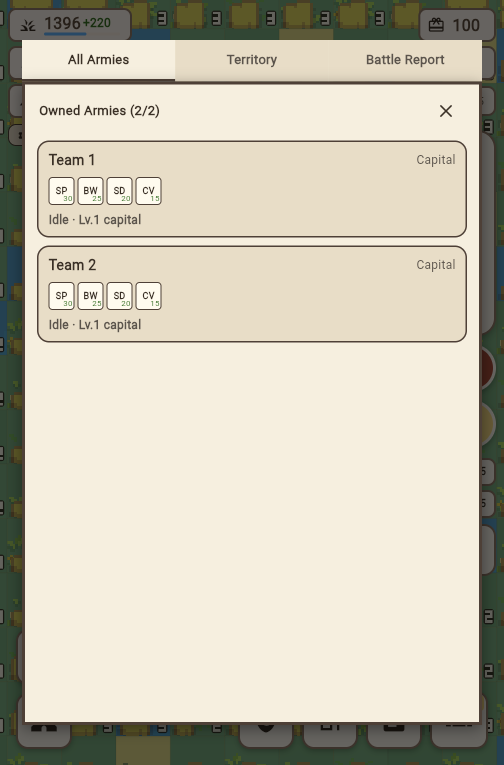 1396 +220
100
All Armies Territory Battle Report
Owned Armies (2/2)
Team 1 Capital
SP 30 BW 25 SD 20 CV 15
Idle · Lv.1 capital
Team 2 Capital
SP 30 BW 25 SD 20 CV 15
Idle · Lv.1 capital